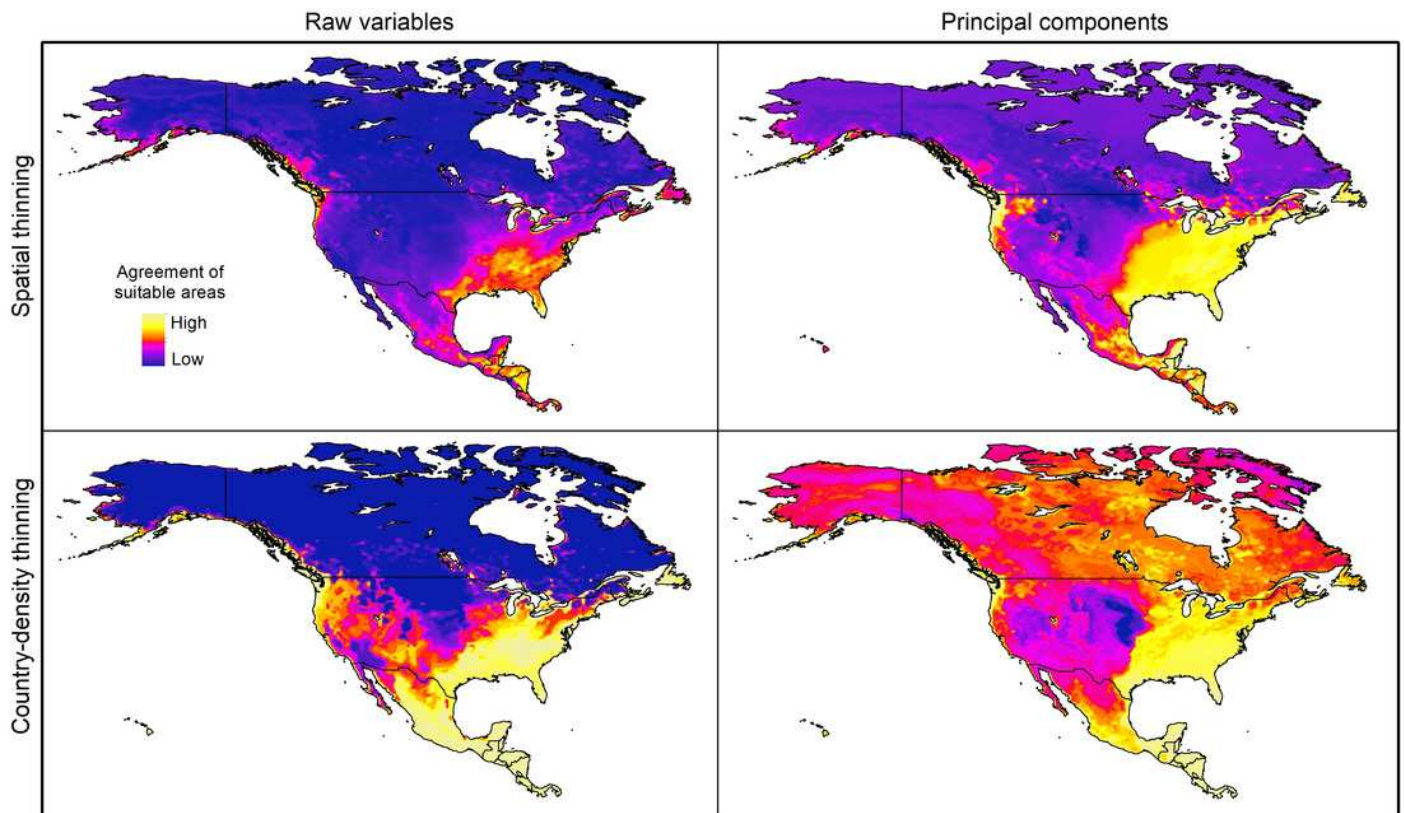 Raw variables
Principal components
Spatial thinning
Agreement of
suitable areas
High
Low
Country-density thinning